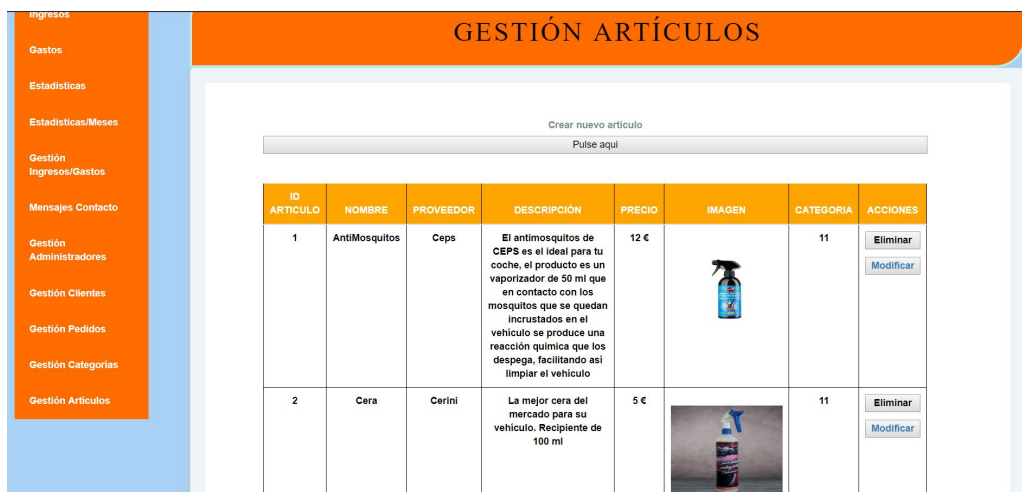 Ingresos
Gastos
Estadisticas
Estadisticas/Meses
Gestión
Ingresos/Gastos
Mensajes Contacto
Gestión
Administradores
Gestión Clientes
Gestión Pedidos
Gestión Categorias
Gestión Articulos
GESTIÓN ARTÍCULOS
Crear nuevo articulo
Pulse aqui
ID
ARTICULO NOMBRE PROVEEDOR DESCRIPCIÓN PRECIO IMAGEN CATEGORIA ACCIONES
1 AntiMosquitos Ceps El antimosquitos de 12 € 11 Eliminar
CEPS es el ideal para tu
coche, el producto es un Modificar
vaporizador de 50 ml que
en contacto con los
mosquitos que se quedan
incrustados en el
vehículo se produce una
reacción quimica que los
despega, facilitando asi
limpiar el vehículo
2 Cera Cerini La mejor cera del 5 € 11 Eliminar
mercado para su
vehículo. Recipiente de Modificar
100 ml